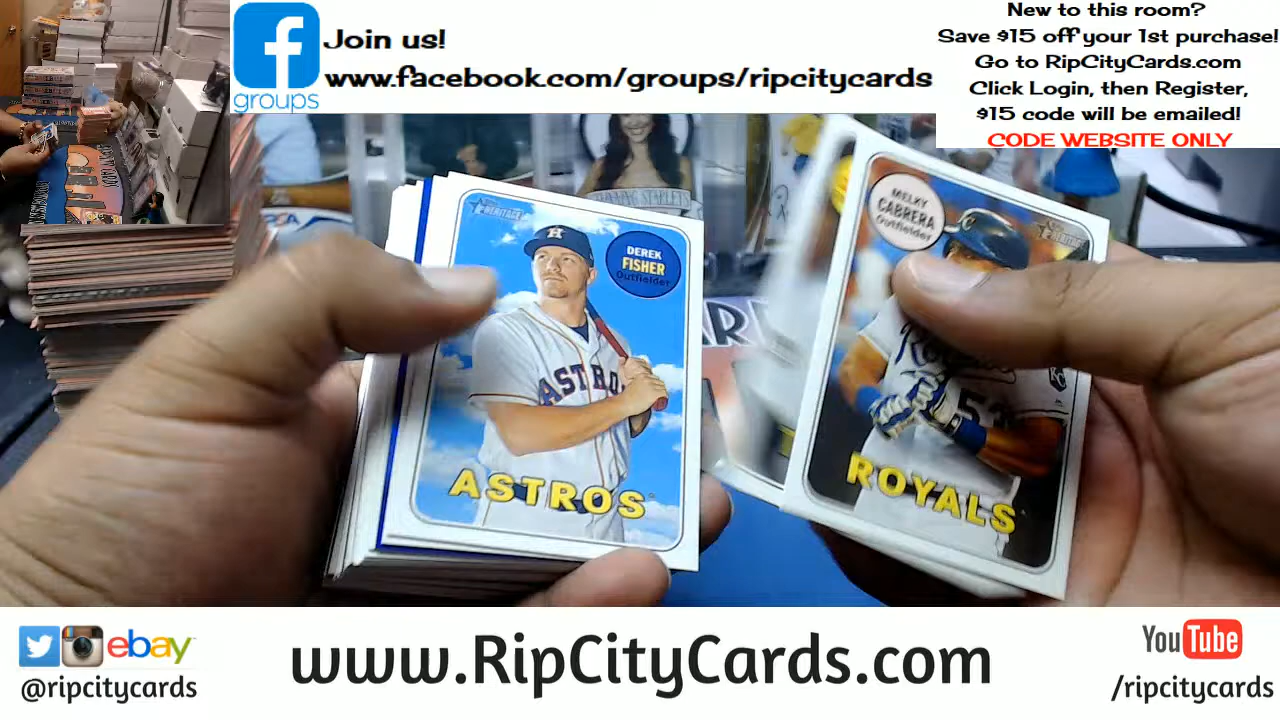 Join us!
www.facebook.com/groups/ripcitycards
groups
New to this room?
Save $15 off your 1st purchase!
Go to RipCityCards.com
Click Login, then Register,
$15 code will be emailed!
CODE WEBSITE ONLY
HERITAGE
DEREK
FISHER
Outfielder
ASTROS
MELKY
CABRERA
Outfielder
53
ROYALS
ebay
@ripcitycards
www.RipCityCards.com
YouTube
/ripcitycards